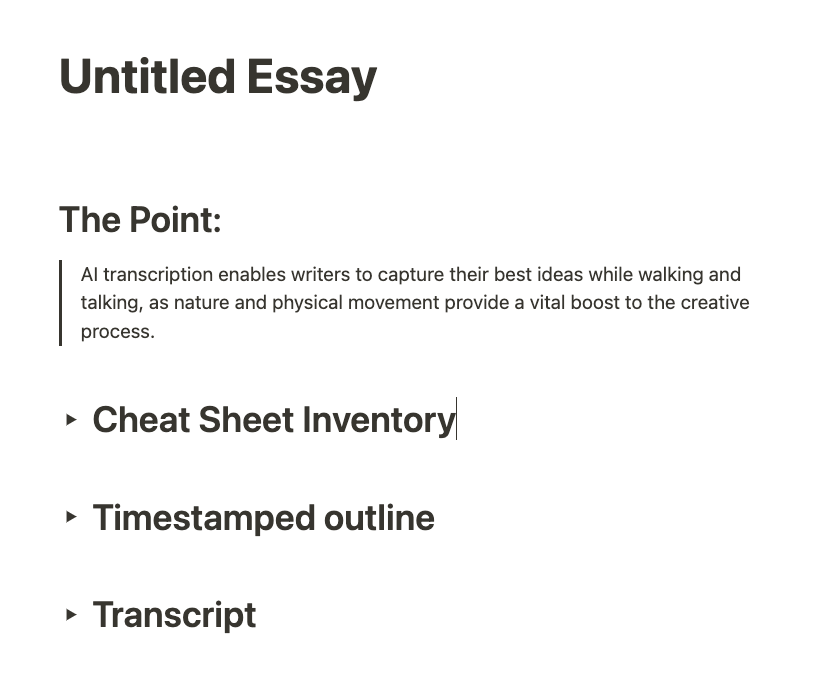 Untitled Essay
The Point:
AI transcription enables writers to capture their best ideas while walking and
talking, as nature and physical movement provide a vital boost to the creative
process.
Cheat Sheet Inventory
Timestamped outline
Transcript